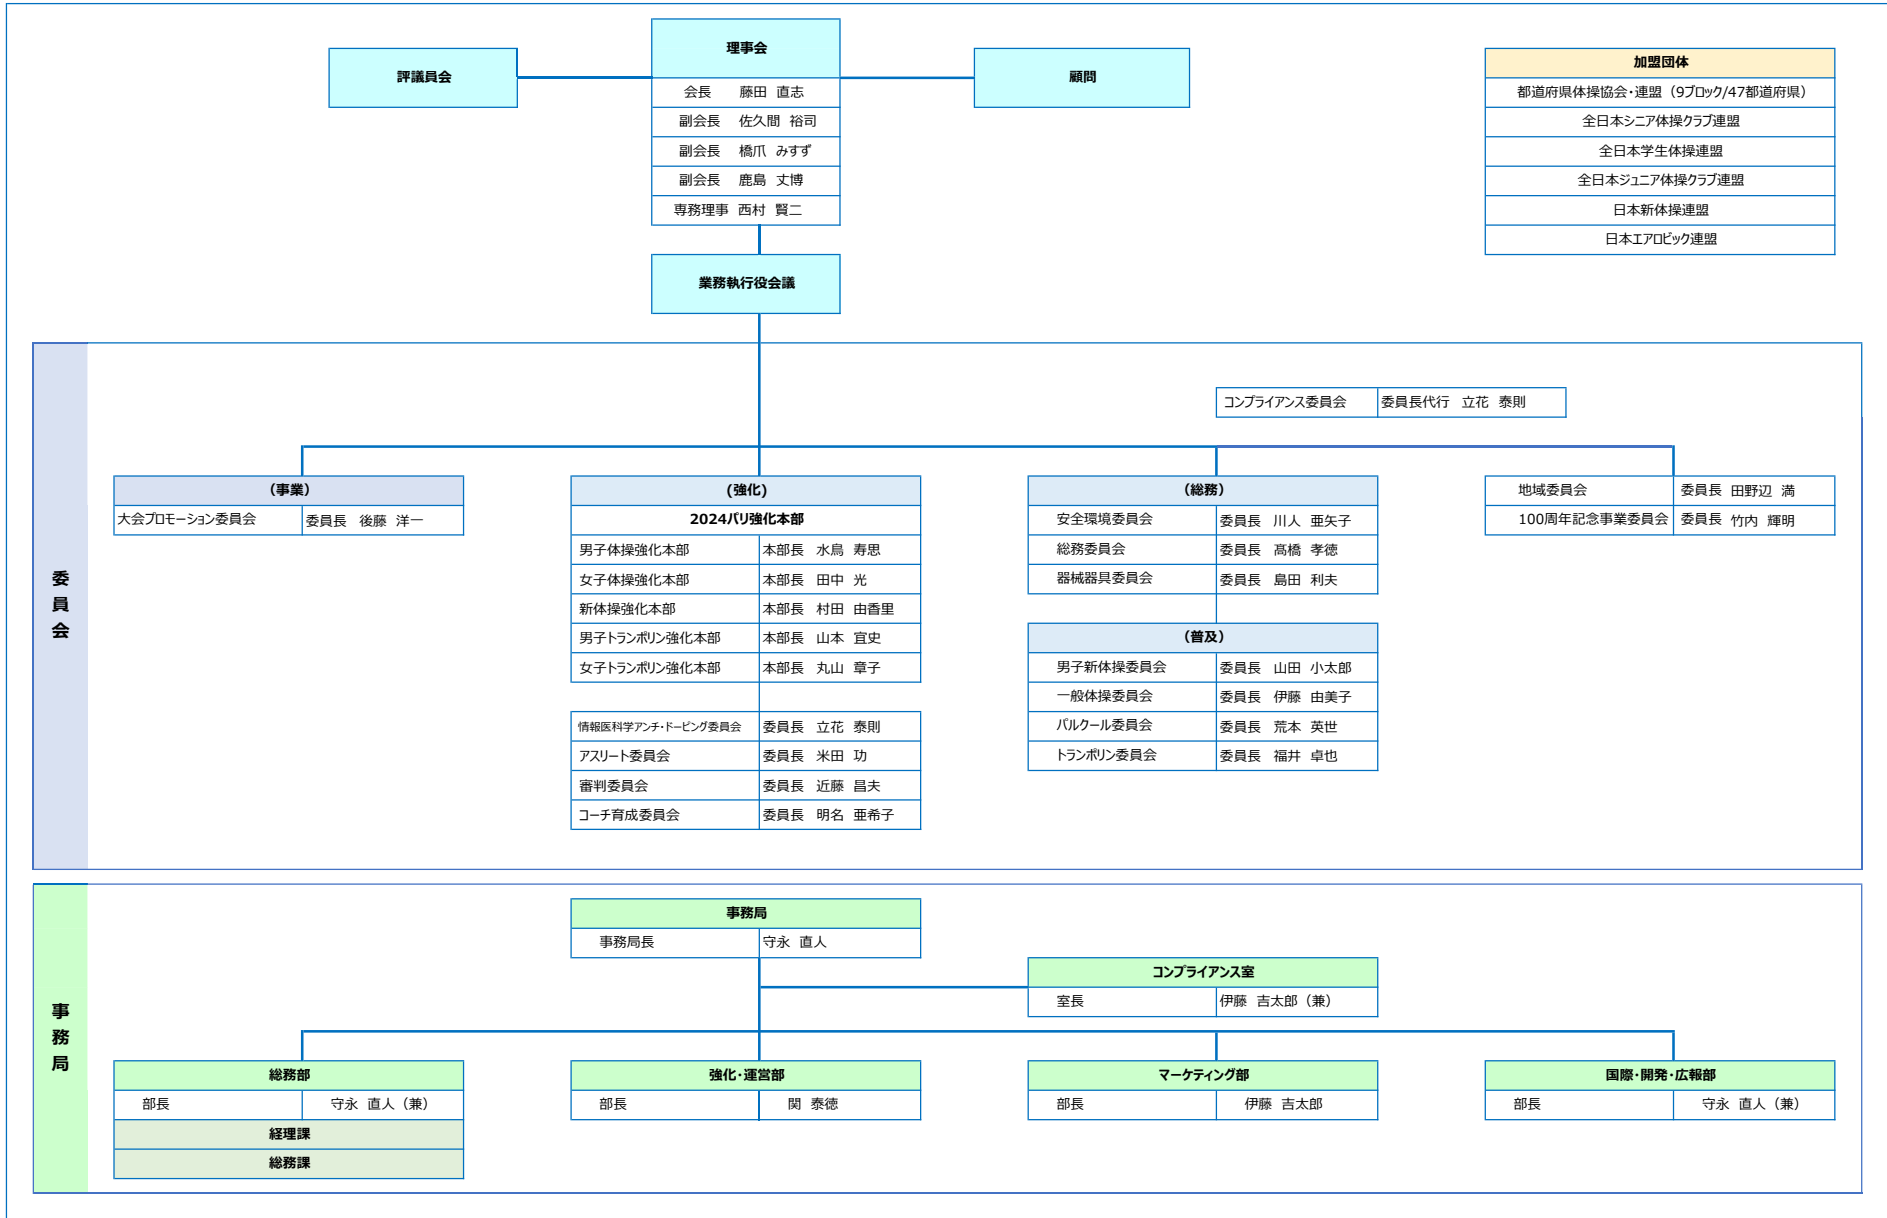 理事会
評議員会
顧問
会長 藤田 直志
副会長 佐久間 裕司
副会長 橋爪 みすず
副会長 鹿島 丈博
専務理事 西村 賢二
加盟団体
都道府県体操協会・連盟（9ブロック/47都道府県）
全日本シニア体操クラブ連盟
全日本学生体操連盟
全日本ジュニア体操クラブ連盟
日本新体操連盟
日本エアロビック連盟
業務執行役会議
委員会
コンプライアンス委員会 委員長代行 立花 泰則
（事業）
大会プロモーション委員会 委員長 後藤 洋一
(強化)
2024パリ強化本部
男子体操強化本部 本部長 水鳥 寿思
女子体操強化本部 本部長 田中 光
新体操強化本部 本部長 村田 由香里
男子トランポリン強化本部 本部長 山本 宜史
女子トランポリン強化本部 本部長 丸山 章子
情報医科学アンチ・ドーピング委員会 委員長 立花 泰則
アスリート委員会 委員長 米田 功
審判委員会 委員長 近藤 昌夫
コーチ育成委員会 委員長 明名 亜希子
（総務）
安全環境委員会 委員長 川人 亜矢子
総務委員会 委員長 髙橋 孝徳
器械器具委員会 委員長 島田 利夫
（普及）
男子新体操委員会 委員長 山田 小太郎
一般体操委員会 委員長 伊藤 由美子
パルクール委員会 委員長 荒本 英世
トランポリン委員会 委員長 福井 卓也
地域委員会 委員長 田野辺 満
100周年記念事業委員会 委員長 竹内 輝明
事務局
事務局
事務局長 守永 直人
コンプライアンス室
室長 伊藤 吉太郎（兼）
総務部
部長 守永 直人（兼）
経理課
総務課
強化・運営部
部長 関 泰徳
マーケティング部
部長 伊藤 吉太郎
国際・開発・広報部
部長 守永 直人（兼）